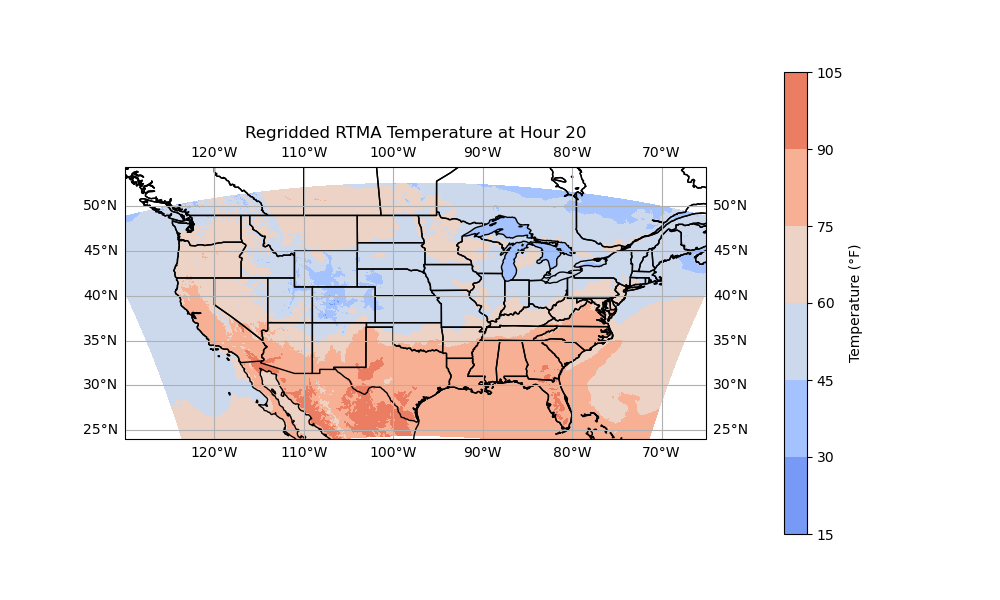 Regridded RTMA Temperature at Hour 20
120°W 110°W 100°W 90°W 80°W 70°W
50°N 50°N
45°N 45°N
40°N 40°N
35°N 35°N
30°N 30°N
25°N 25°N
120°W 110°W 100°W 90°W 80°W 70°W
105
90
75
60
45
30
15
Temperature (°F)